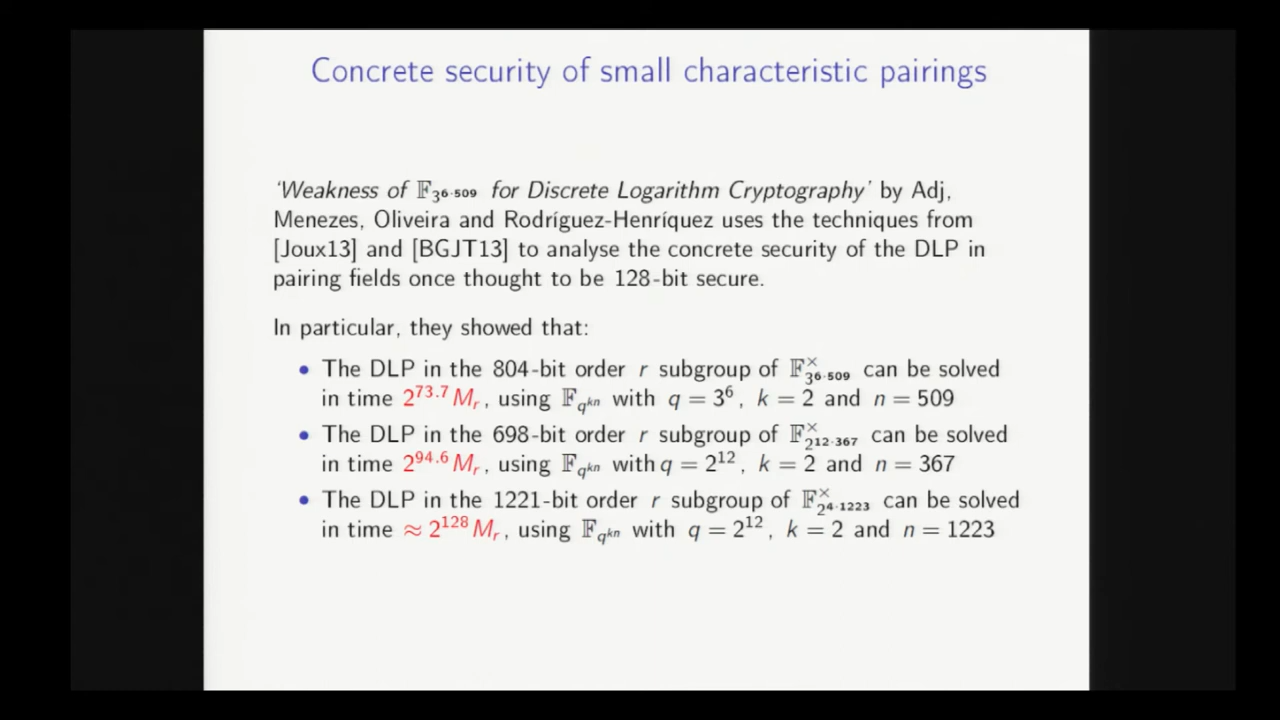 Concrete security of small characteristic pairings
‘Weakness of 𝔽_{3^{6·509}} for Discrete Logarithm Cryptography’ by Adj,
Menezes, Oliveira and Rodríguez-Henríquez uses the techniques from
[Joux13] and [BGJT13] to analyse the concrete security of the DLP in
pairing fields once thought to be 128-bit secure.
In particular, they showed that:
• The DLP in the 804-bit order r subgroup of 𝔽^×_{3^{6·509}} can be solved
in time 2^{73.7} M_r, using 𝔽_{q^{kn}} with q = 3^6, k = 2 and n = 509
• The DLP in the 698-bit order r subgroup of 𝔽^×_{2^{12·367}} can be solved
in time 2^{94.6} M_r, using 𝔽_{q^{kn}} with q = 2^{12}, k = 2 and n = 367
• The DLP in the 1221-bit order r subgroup of 𝔽^×_{2^{4·1223}} can be solved
in time ≈ 2^{128} M_r, using 𝔽_{q^{kn}} with q = 2^{12}, k = 2 and n = 1223